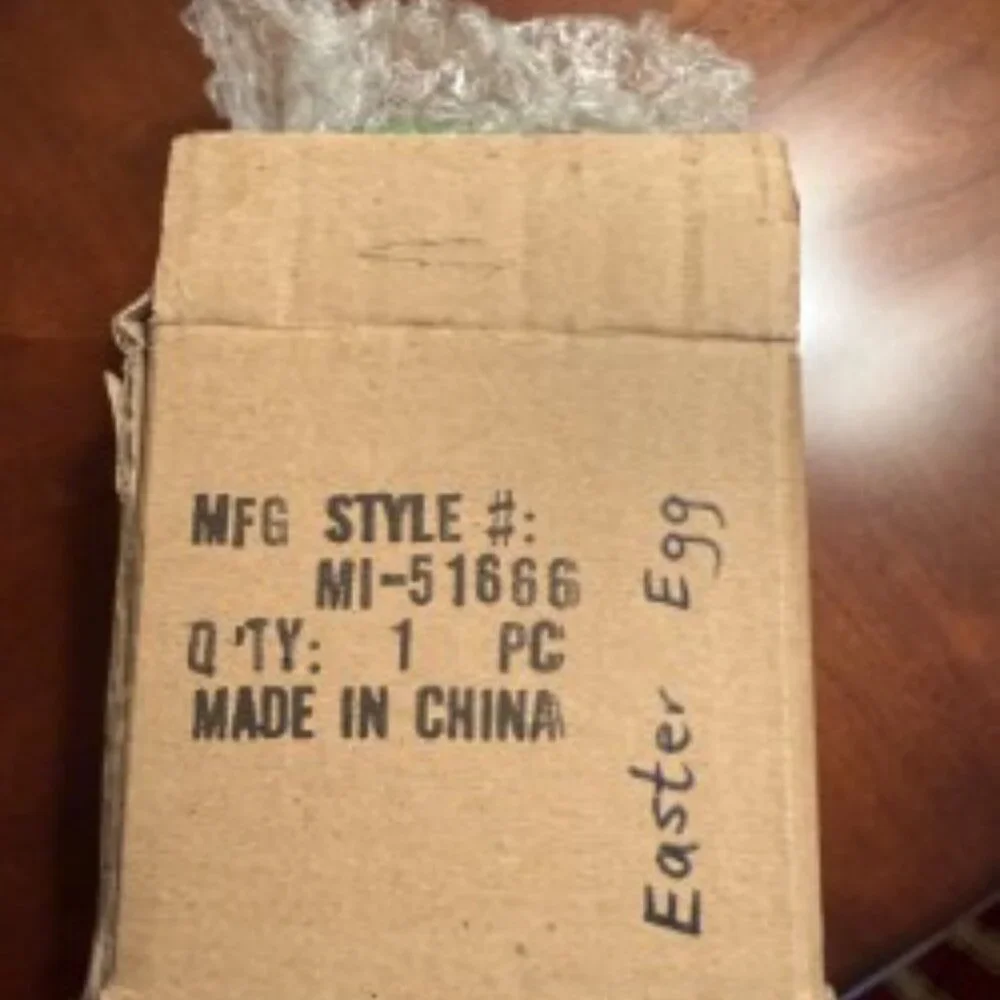 MFG STYLE #:
MI-51666
Q'TY: 1 PC
MADE IN CHINA
Easter Egg